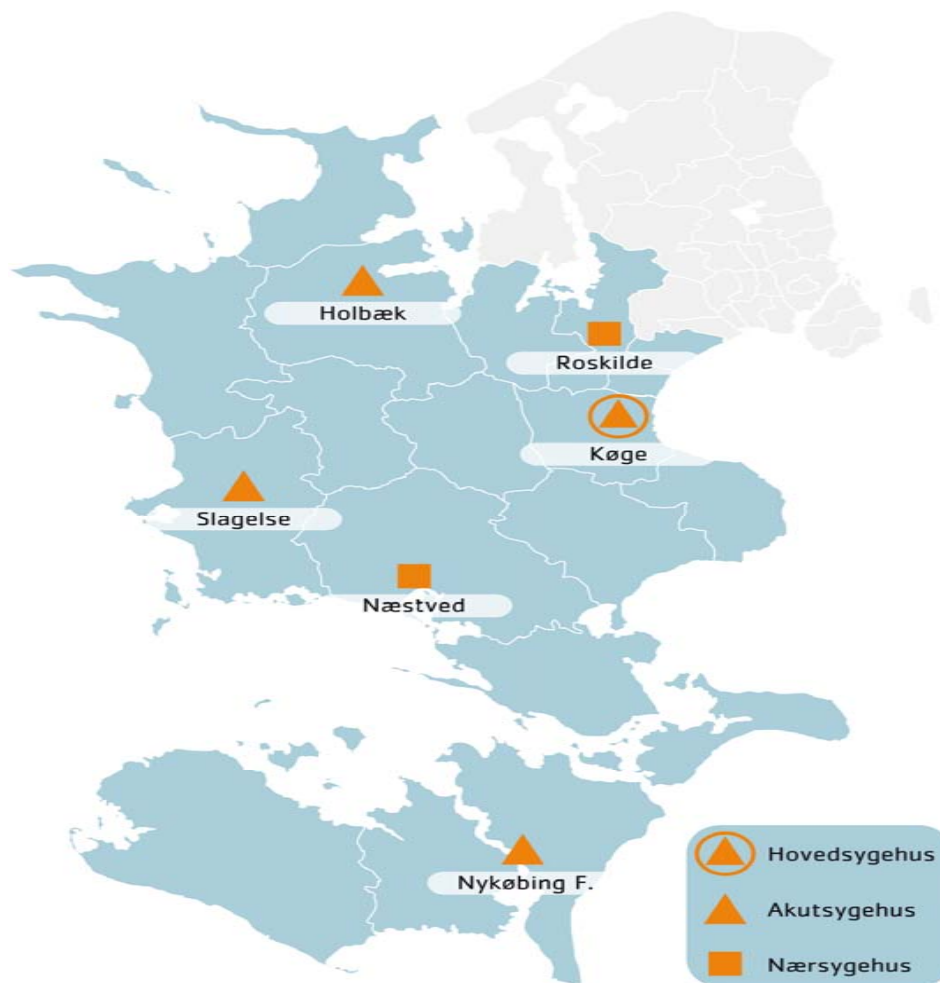 Holbæk
Roskilde
Køge
Slagelse
Næstved
Nykøbing F.
Hovedsygehus
Akutsygehus
Nærsygehus